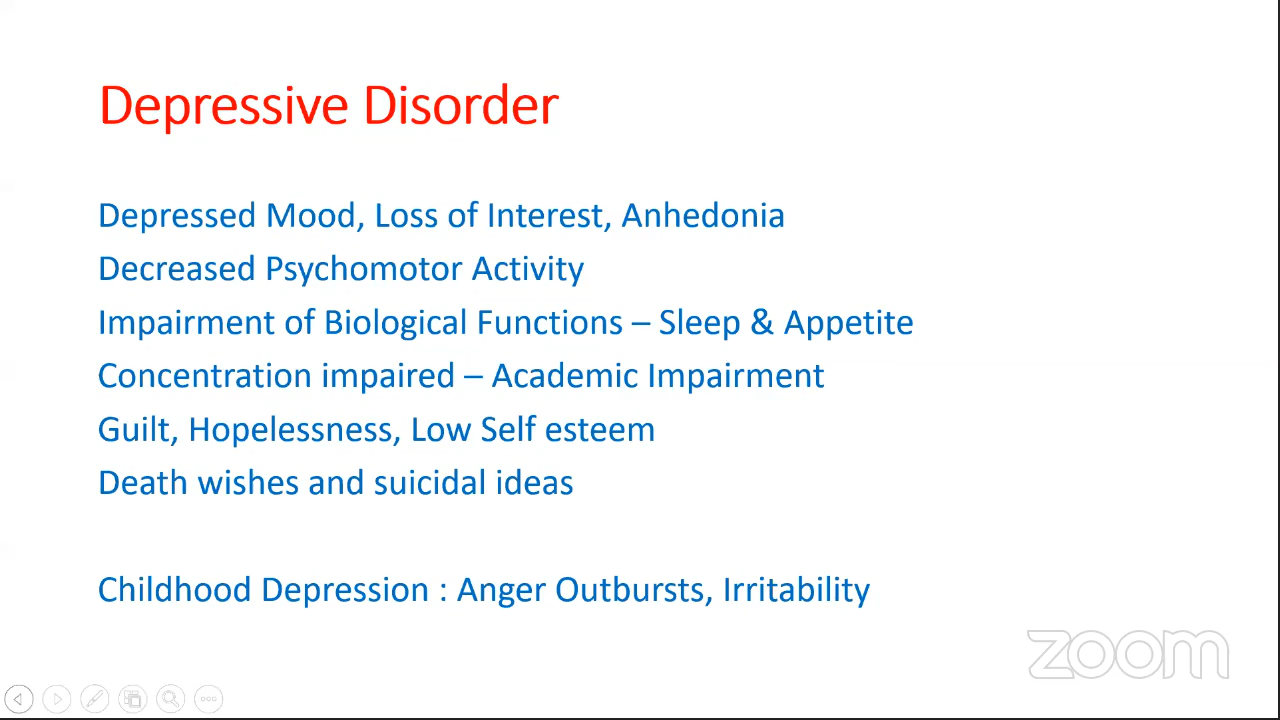 Depressive Disorder
Depressed Mood, Loss of Interest, Anhedonia
Decreased Psychomotor Activity
Impairment of Biological Functions – Sleep & Appetite
Concentration impaired – Academic Impairment
Guilt, Hopelessness, Low Self esteem
Death wishes and suicidal ideas
Childhood Depression : Anger Outbursts, Irritability
zoom